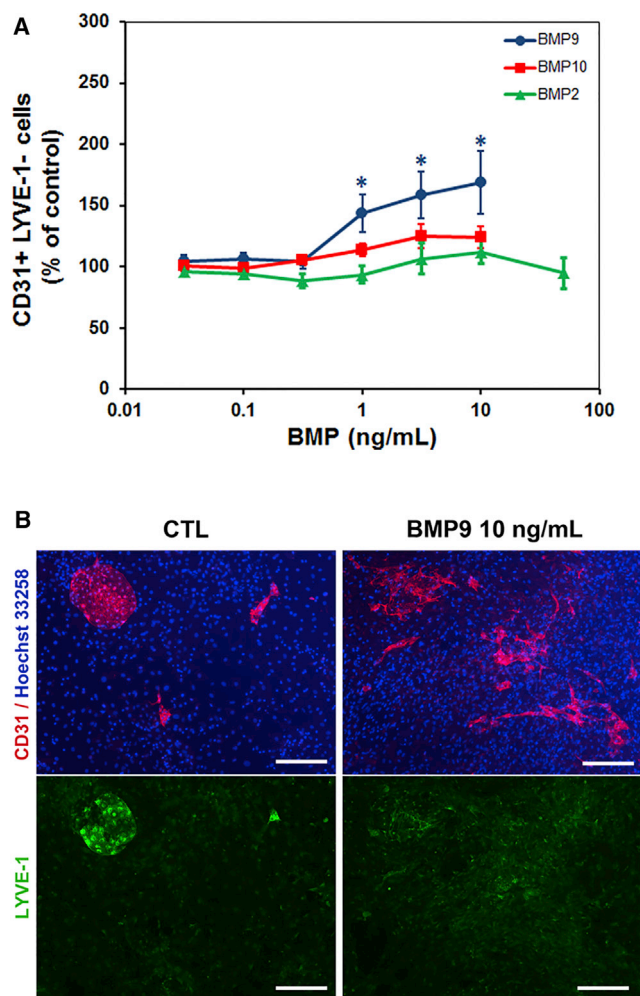 A
300
250
200
150
100
50
0
CD31+ LYVE-1- cells
(% of control)
BMP9
BMP10
BMP2
* * *
0.01 0.1 1 10 100
BMP (ng/mL)
B
CTL BMP9 10 ng/mL
CD31 / Hoechst 33258
LYVE-1